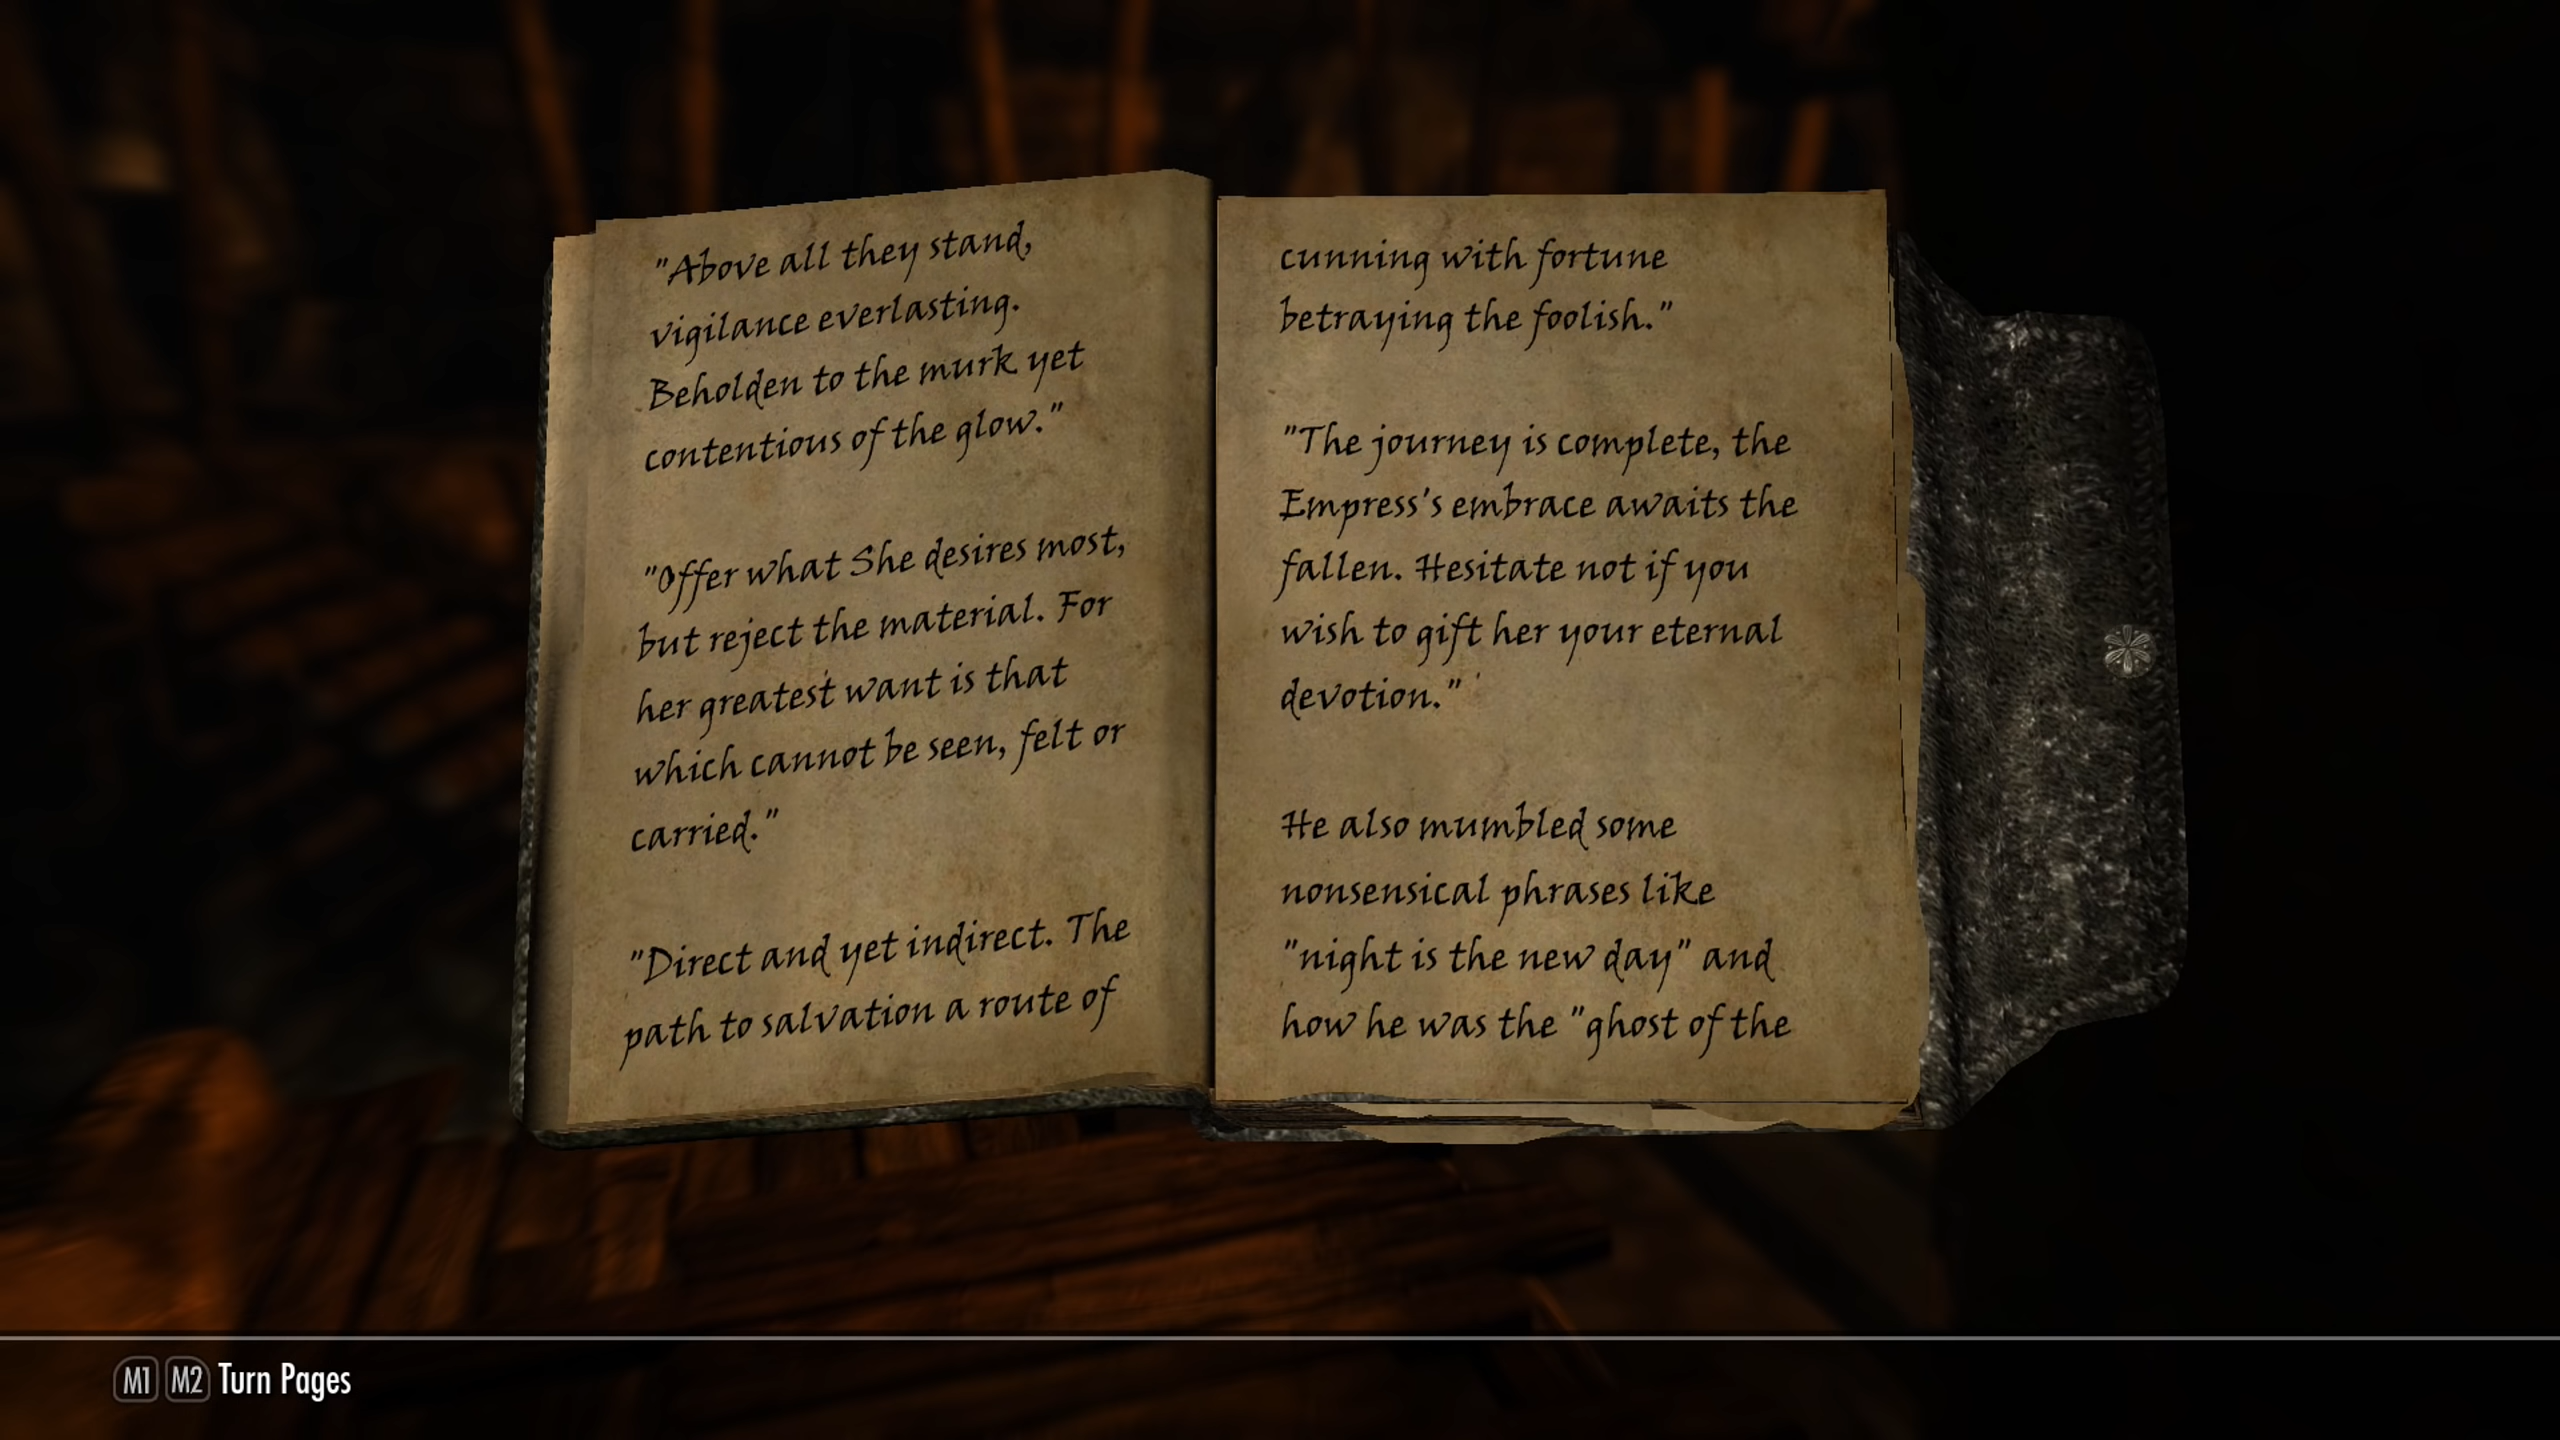 "Above all they stand,
vigilance everlasting.
Beholden to the murk yet
contentious of the glow."
"Offer what She desires most,
but reject the material. For
her greatest want is that
which cannot be seen, felt or
carried."
"Direct and yet indirect. The
path to salvation a route of
cunning with fortune
betraying the foolish."
"The journey is complete, the
Empress's embrace awaits the
fallen. Hesitate not if you
wish to gift her your eternal
devotion."
He also mumbled some
nonsensical phrases like
"night is the new day" and
how he was the "ghost of the
M1 M2 Turn Pages